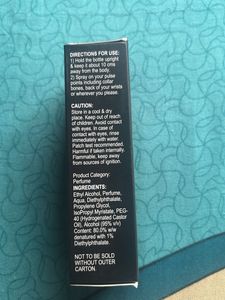 DIRECTIONS FOR USE:
1) Hold the bottle upright
& keep it about 10 cms
away from the body.
2) Spray on your pulse
points including collar
bones, back of your wrists
or wherever you please.
CAUTION:
Store in a cool & dry
place. Keep out of reach
of children. Avoid contact
with eyes. In case of
contact with eyes, rinse
immediately with water.
Patch test recommended.
Harmful if taken internally.
Flammable, keep away
from sources of ignition.
Product Category:
Perfume
INGREDIENTS:
Ethyl Alcohol, Perfume,
Aqua, Diethylphthalate,
Propylene Glycol,
IsoPropyl Myristate, PEG-
40 (Hydrogenated Castor
Oil), Alcohol (95% v/v)
Content: 80.0% w/w
denatured with 1%
Diethylphthalate.
NOT TO BE SOLD
WITHOUT OUTER
CARTON.